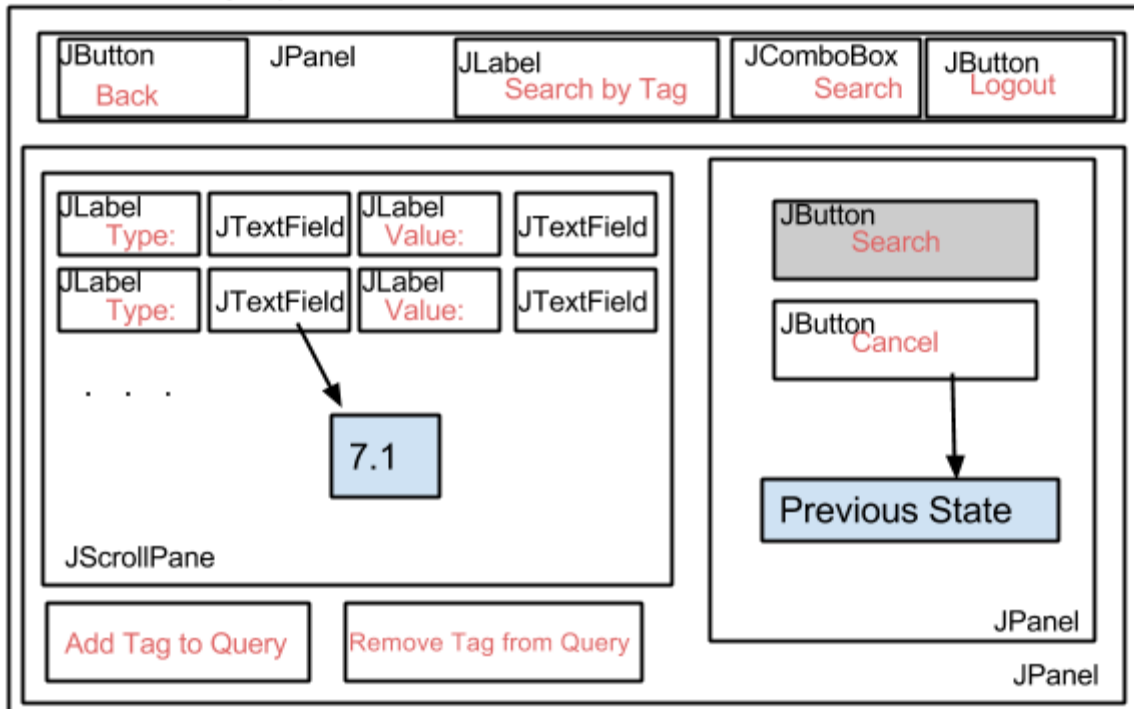 JButton
Back
JPanel
JLabel
Search by Tag
JComboBox
Search
JButton
Logout
JLabel
Type:
JTextField
JLabel
Value:
JTextField
JLabel
Type:
JTextField
JLabel
Value:
JTextField
. . .
7.1
JScrollPane
Add Tag to Query
Remove Tag from Query
JButton
Search
JButton
Cancel
Previous State
JPanel
JPanel